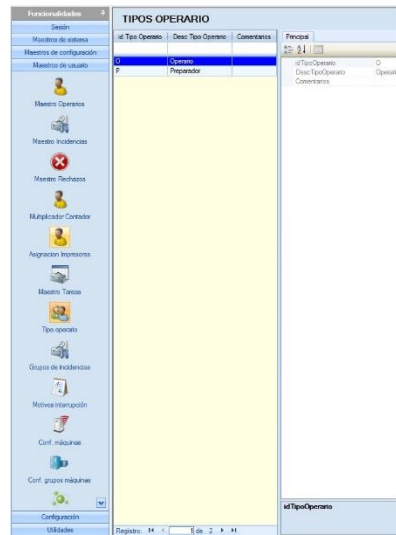 Funcionalidades
Sesión
Maestros de sistema
Maestros de configuración
Maestros de usuario
Maestro Operarios
Maestro Incidencias
Maestro Rechazos
Multiplicador Contador
Asignacion Impresoras
Maestro Tareas
Tipo operario
Grupos de Incidencias
Motivos interrupción
Conf. máquinas
Conf. grupos máquinas
Configuración
Utilidades
TIPOS OPERARIO
id Tipo Operario Desc Tipo Operario Comentarios
O Operario
P Preparador
Registro: 1 de 2
Principal
idTipoOperario O
DescTipoOperario Operari
Comentarios
idTipoOperario